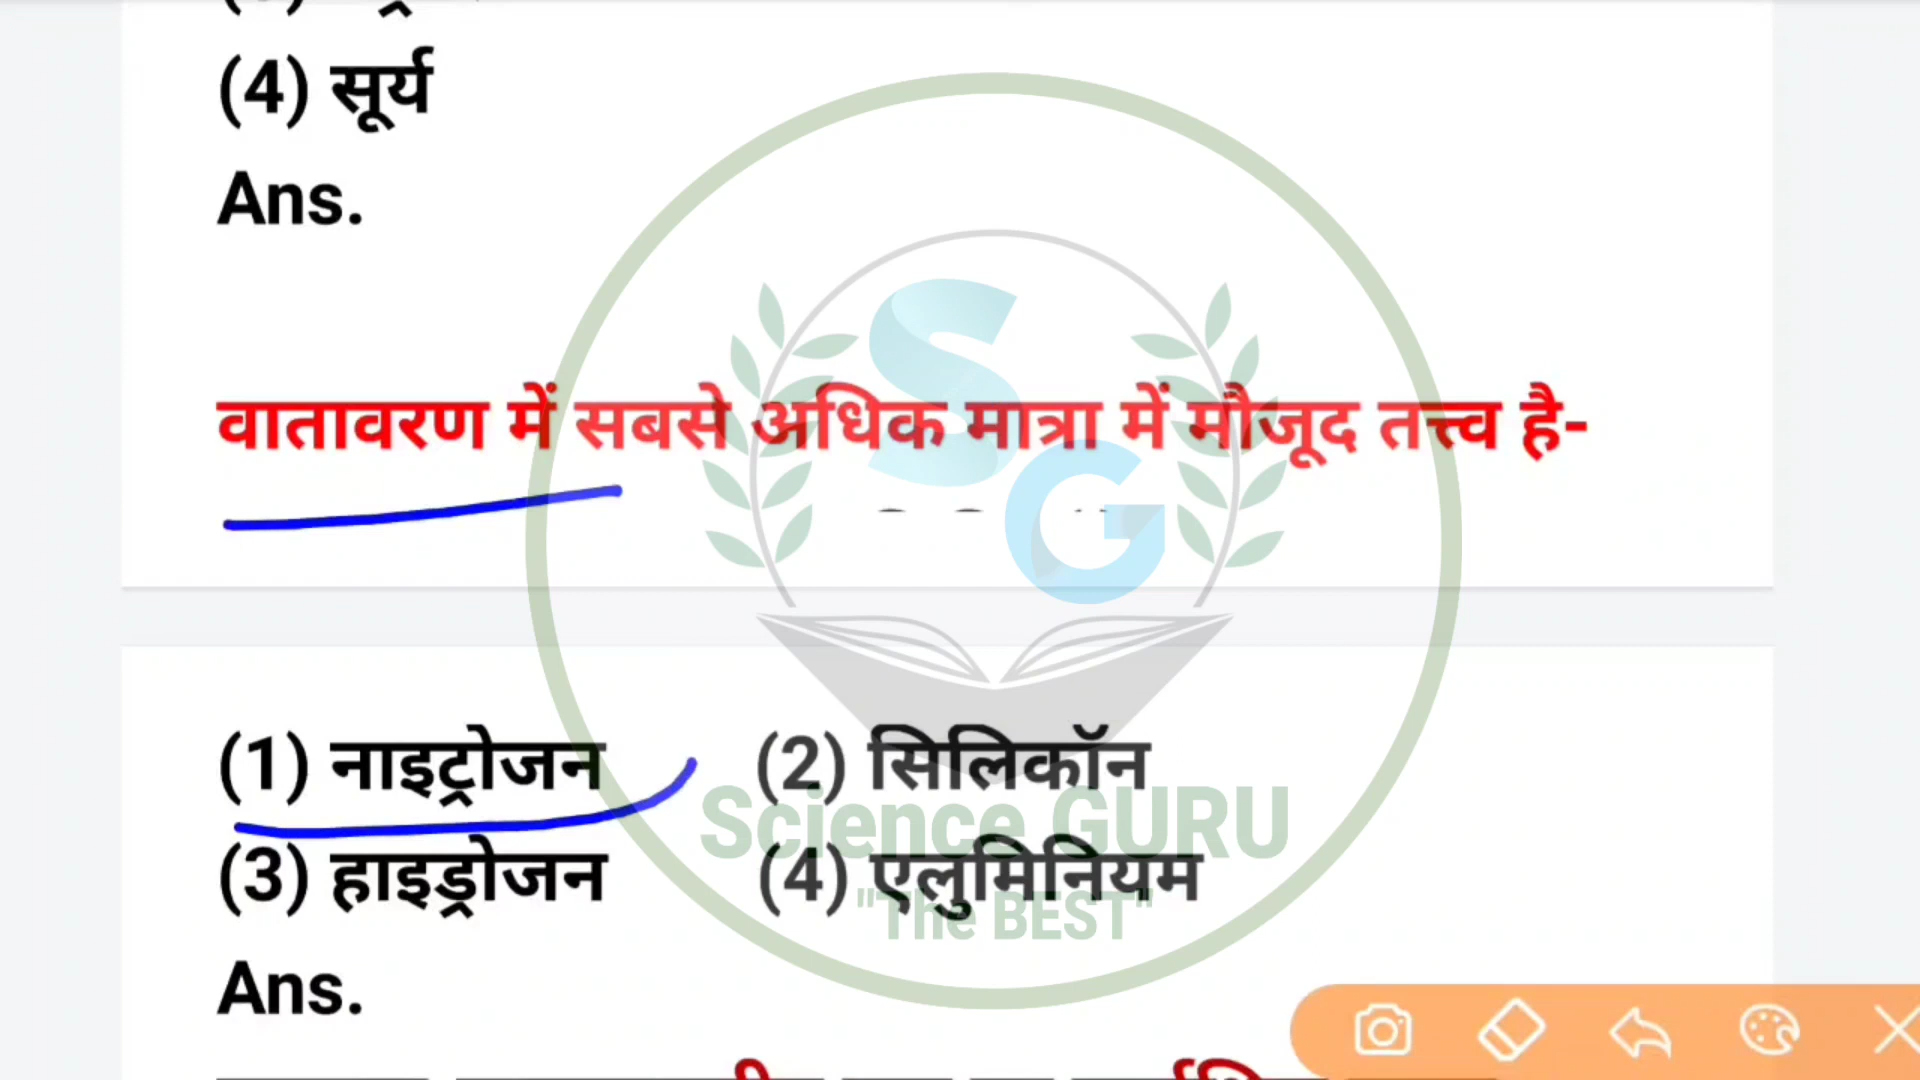 (4) सूर्य
Ans.
वातावरण में सबसे अधिक मात्रा में मौजूद तत्त्व है-
(1) नाइट्रोजन (2) सिलिकॉन
(3) हाइड्रोजन (4) एलुमिनियम
Ans.
SG
Science GURU
"The BEST"